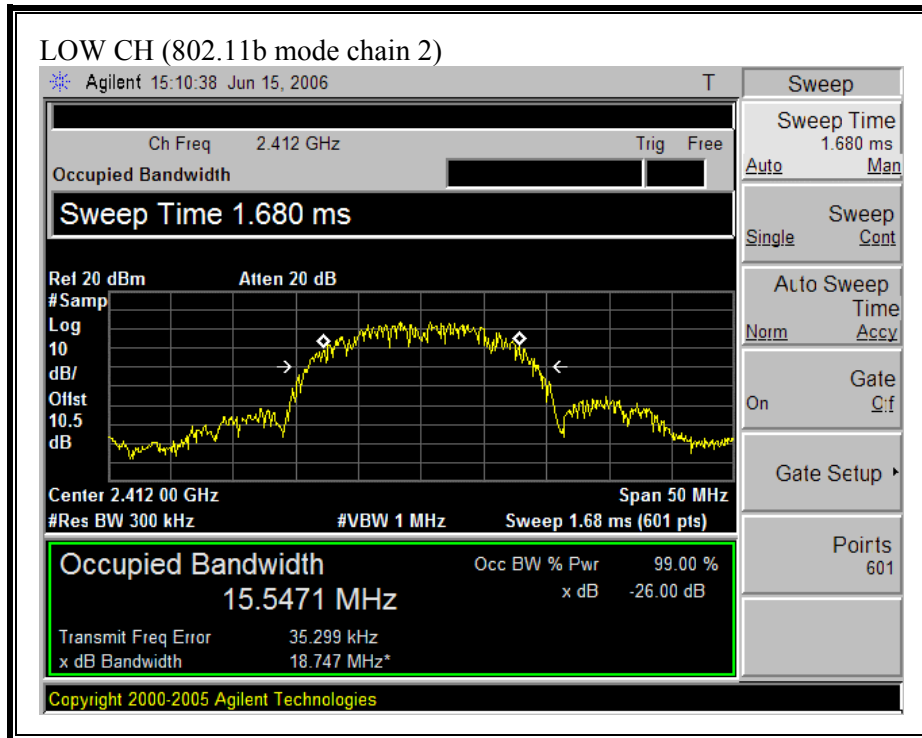 LOW CH (802.11b mode chain 2)
Agilent 15:10:38 Jun 15, 2006 T
Ch Freq 2.412 GHz Trig Free
Occupied Bandwidth
Sweep Time 1.680 ms
Ref 20 dBm Atten 20 dB
#Samp
Log
10
dB/
Offst
10.5
dB
Center 2.412 00 GHz Span 50 MHz
#Res BW 300 kHz #VBW 1 MHz Sweep 1.68 ms (601 pts)
Occupied Bandwidth
15.5471 MHz
Occ BW % Pwr 99.00 %
x dB -26.00 dB
Transmit Freq Error 35.299 kHz
x dB Bandwidth 18.747 MHz*
Copyright 2000-2005 Agilent Technologies
Sweep
Sweep Time
1.680 ms
Auto Man
Sweep
Single Cont
Auto Sweep
Time
Norm Accy
Gate
On Off
Gate Setup
Points
601